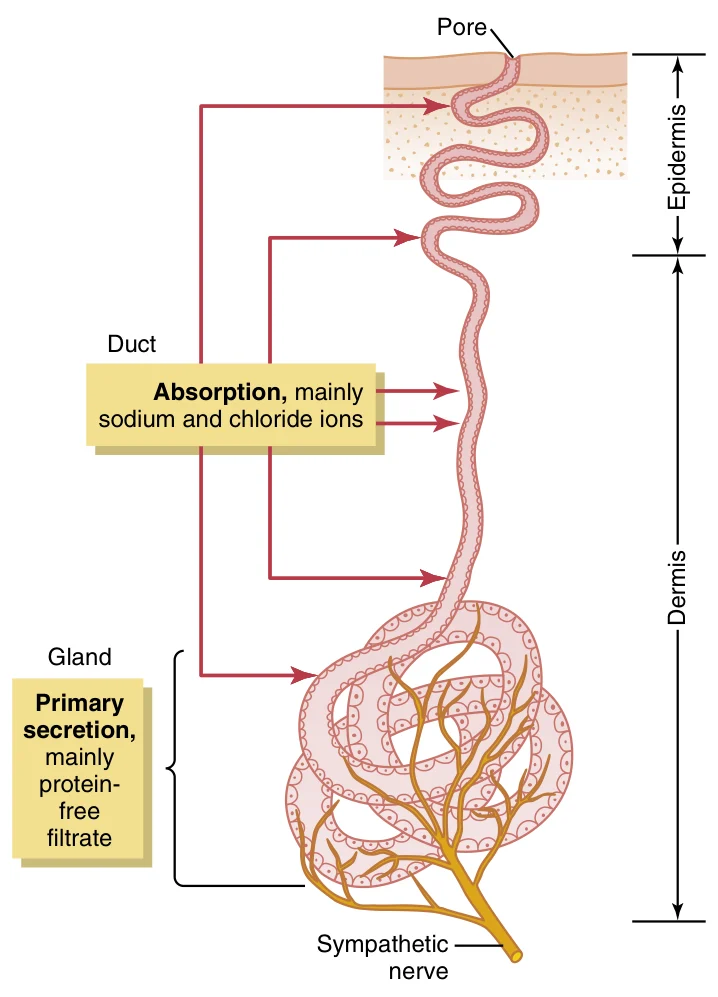 Pore
Epidermis
Duct
Absorption, mainly
sodium and chloride ions
Dermis
Gland
Primary
secretion,
mainly
protein-
free
filtrate
Sympathetic
nerve